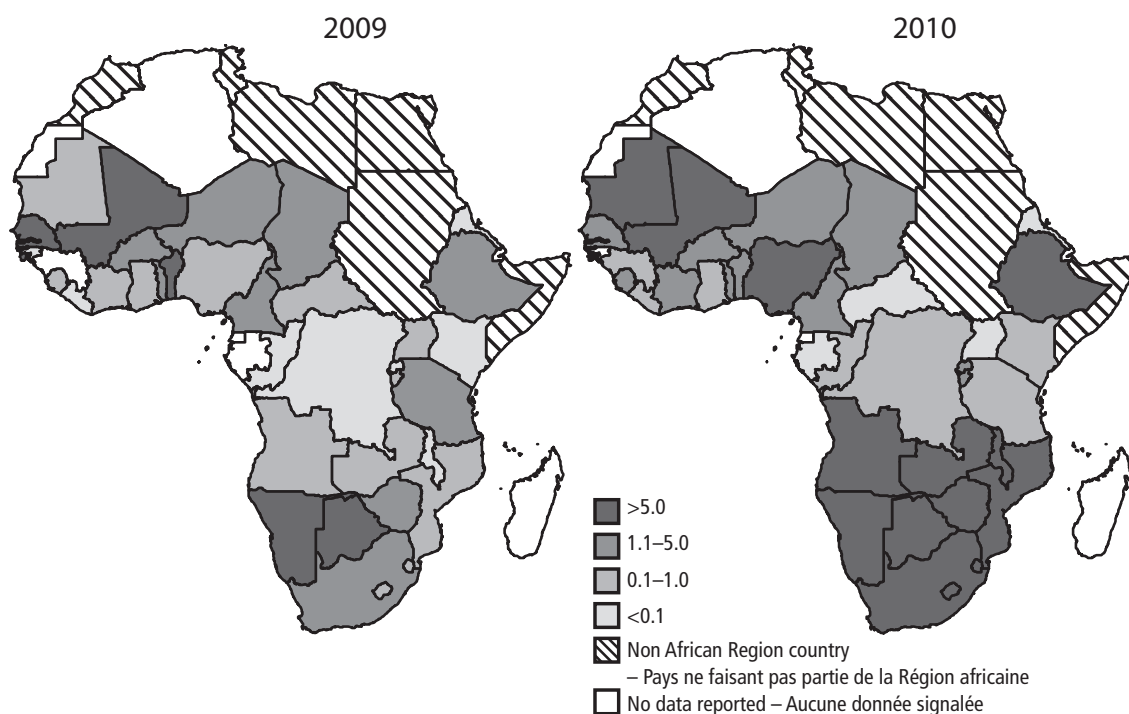 2009
2010
>5.0
1.1–5.0
0.1–1.0
<0.1
Non African Region country
– Pays ne faisant pas partie de la Région africaine
No data reported – Aucune donnée signalée